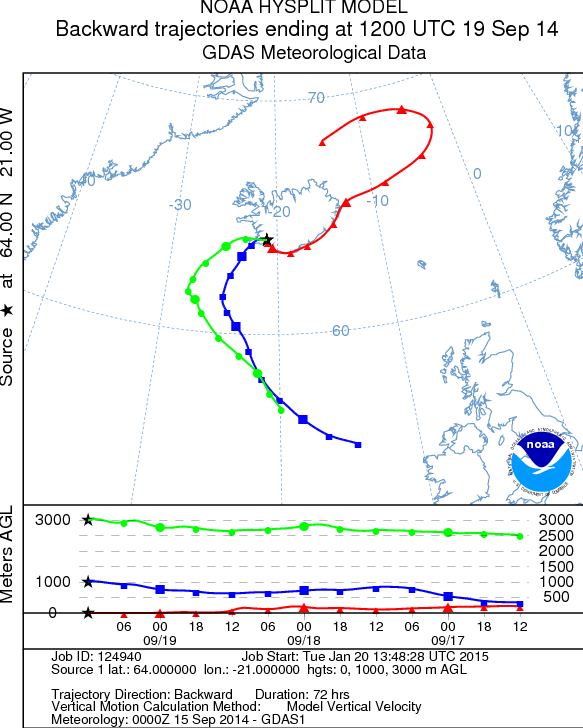 NOAA HYSPLIT MODEL
Backward trajectories ending at 1200 UTC 19 Sep 14
GDAS Meteorological Data
Source ★ at 64.00 N 21.00 W
70
10
0
0
-30
-20
-10
60
noaa
Meters AGL
3000
1000
0
3000
2500
2000
1500
1000
500
06 00 18 12 06 00 18 12 06 00 18 12
09/19 09/18 09/17
Job ID: 124940 Job Start: Tue Jan 20 13:48:28 UTC 2015
Source 1 lat.: 64.000000 lon.: -21.000000 hgts: 0, 1000, 3000 m AGL
Trajectory Direction: Backward Duration: 72 hrs
Vertical Motion Calculation Method: Model Vertical Velocity
Meteorology: 0000Z 15 Sep 2014 - GDAS1